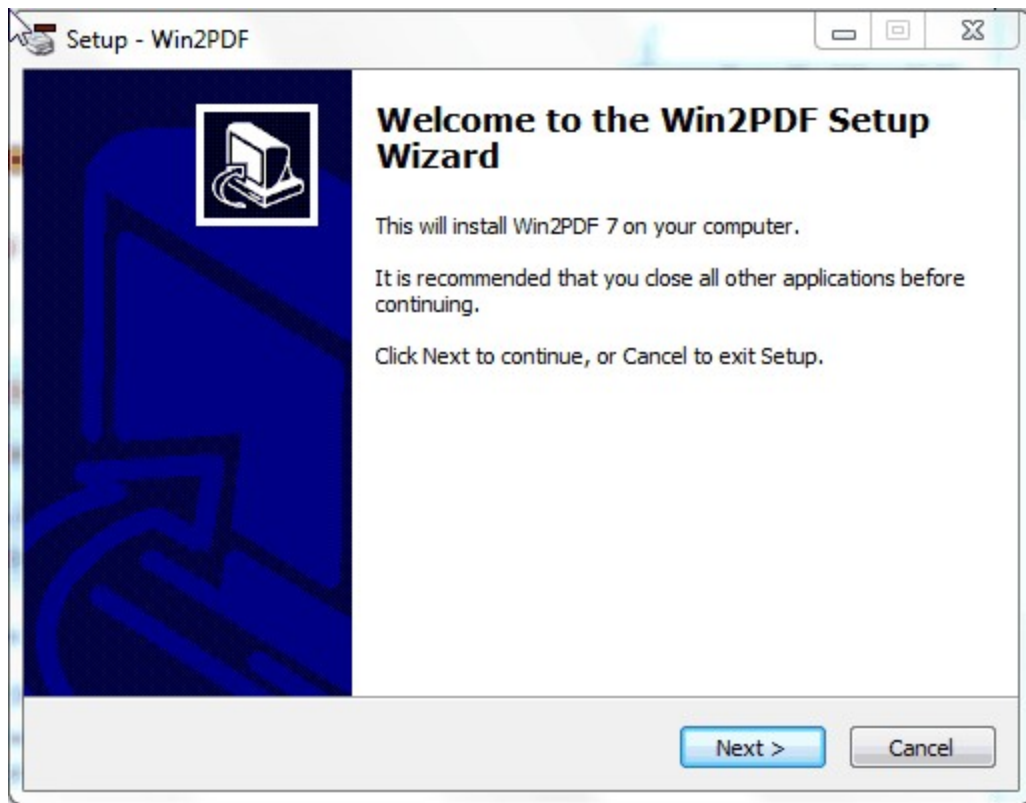 Setup - Win2PDF
Welcome to the Win2PDF Setup
Wizard
This will install Win2PDF 7 on your computer.
It is recommended that you close all other applications before
continuing.
Click Next to continue, or Cancel to exit Setup.
Next >
Cancel